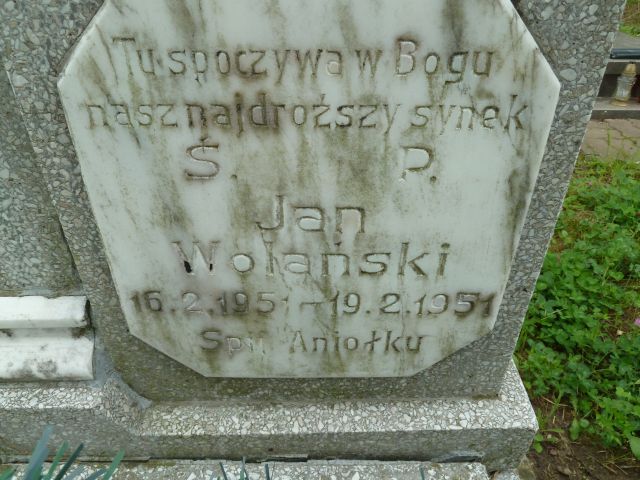 Tu spoczywa w Bogu
nasz najdroższy synek
Ś. P.
Jan
Wolański
16.2.1951-19.2.1951
Śpij Aniołku